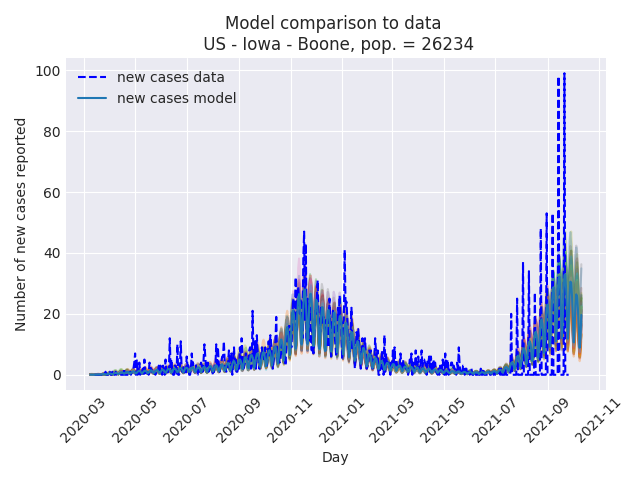 Model comparison to data
US - Iowa - Boone, pop. = 26234
new cases data
new cases model
Number of new cases reported
100
80
60
40
20
0
2020-03
2020-05
2020-07
2020-09
2020-11
2021-01
2021-03
2021-05
2021-07
2021-09
2021-11
Day